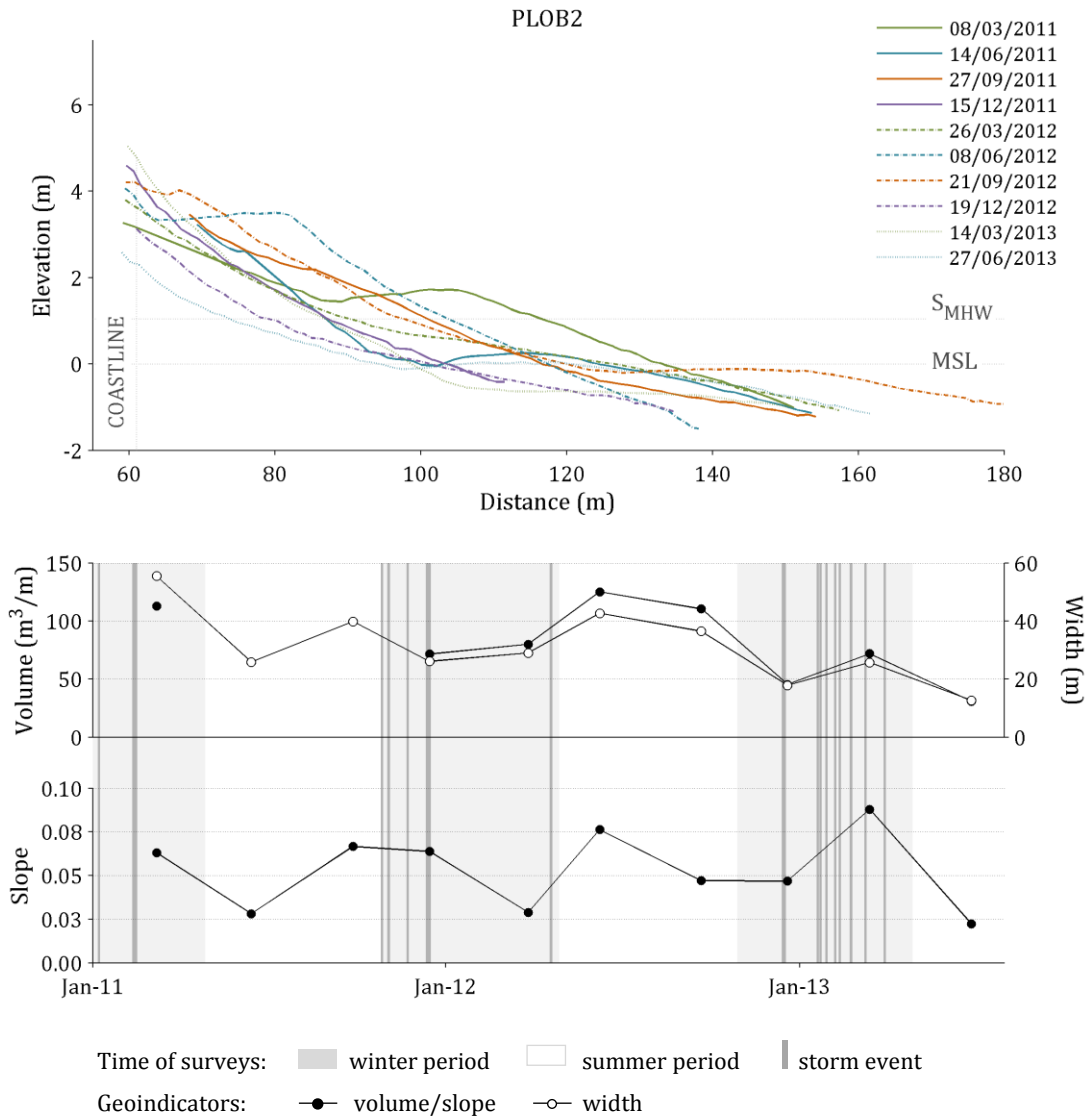 PLOB2
08/03/2011
14/06/2011
27/09/2011
15/12/2011
26/03/2012
08/06/2012
21/09/2012
19/12/2012
14/03/2013
27/06/2013
Elevation (m)
6
4
2
0
-2
COASTLINE
S_MHW
MSL
60 80 100 120 140 160 180
Distance (m)
Volume (m³/m)
150
100
50
0
60
40
20
0
Width (m)
Slope
0.10
0.08
0.05
0.03
0.00
Jan-11 Jan-12 Jan-13
Time of surveys: winter period summer period storm event
Geoindicators: volume/slope width